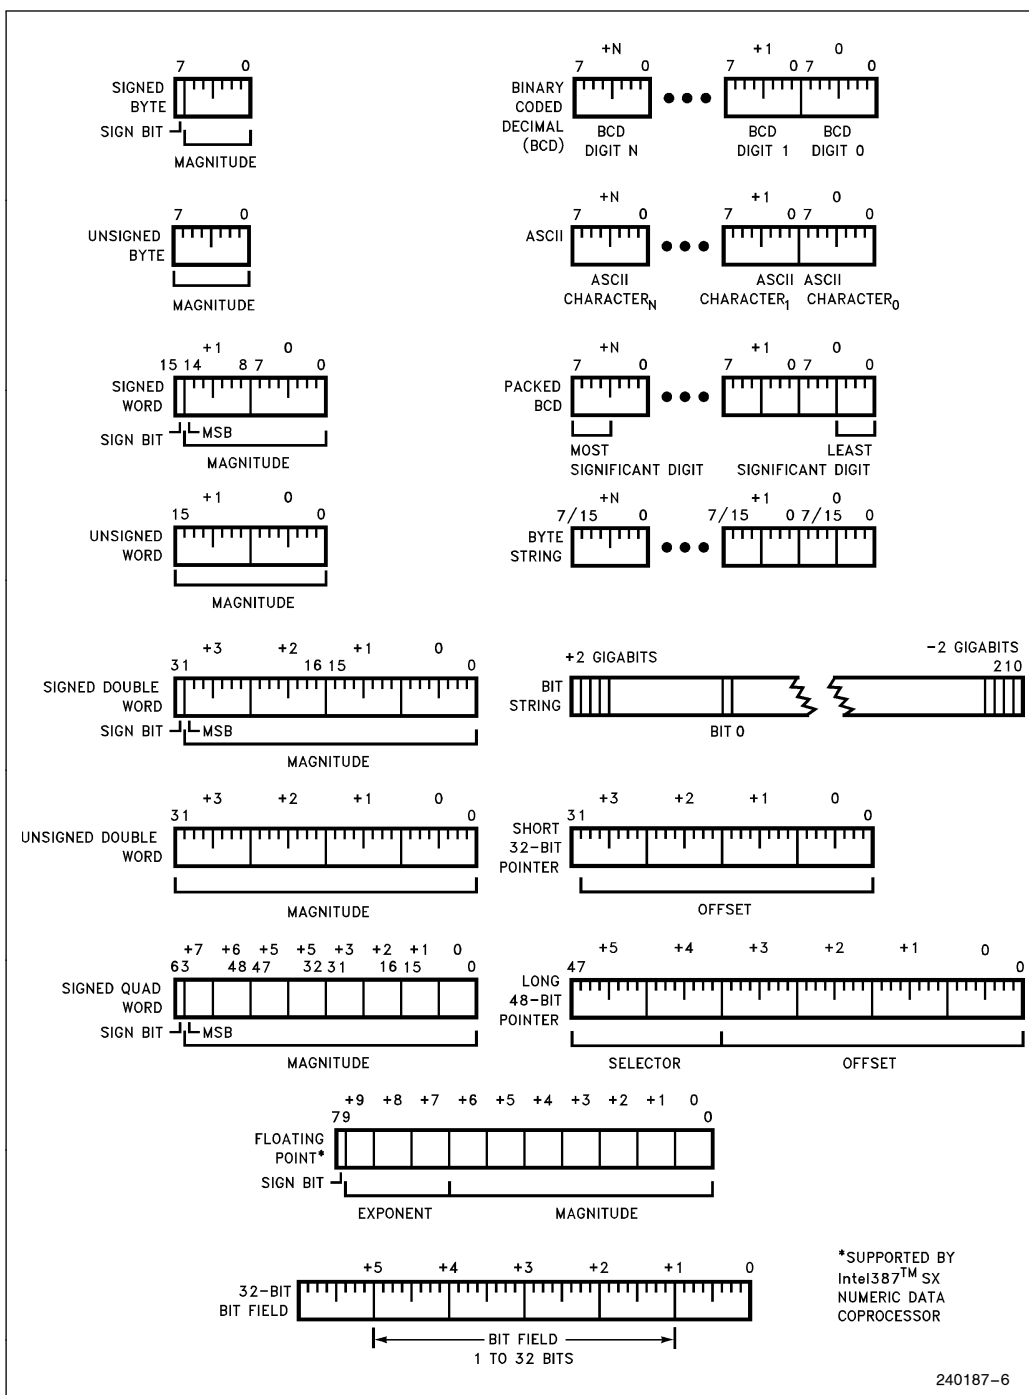 7 0
SIGNED
BYTE
SIGN BIT
MAGNITUDE
+N +1 0
7 0 7 0 7 0
BINARY
CODED
DECIMAL
(BCD)
BCD
DIGIT N
BCD
DIGIT 1
BCD
DIGIT 0
7 0
UNSIGNED
BYTE
MAGNITUDE
+N +1 0
7 0 7 0 7 0
ASCII
ASCII
CHARACTERN
ASCII
CHARACTER1
ASCII
CHARACTER0
+1 0
15 14 8 7 0
SIGNED
WORD
SIGN BIT MSB
MAGNITUDE
+N +1 0
7 0 7 0 7 0
PACKED
BCD
MOST
SIGNIFICANT DIGIT
LEAST
SIGNIFICANT DIGIT
+1 0
15 0
UNSIGNED
WORD
MAGNITUDE
+N +1 0
7/15 0 7/15 0 7/15 0
BYTE
STRING
+3 +2 +1 0
31 16 15 0
SIGNED DOUBLE
WORD
SIGN BIT MSB
MAGNITUDE
+2 GIGABITS -2 GIGABITS
210
BIT
STRING
BIT 0
+3 +2 +1 0
31 0
UNSIGNED DOUBLE
WORD
MAGNITUDE
+3 +2 +1 0
31 0
SHORT
32-BIT
POINTER
OFFSET
+7 +6 +5 +5 +3 +2 +1 0
63 48 47 32 31 16 15 0
SIGNED QUAD
WORD
SIGN BIT MSB
MAGNITUDE
+5 +4 +3 +2 +1 0
47 0
LONG
48-BIT
POINTER
SELECTOR OFFSET
+9 +8 +7 +6 +5 +4 +3 +2 +1 0
79 0
FLOATING
POINT*
SIGN BIT
EXPONENT MAGNITUDE
+5 +4 +3 +2 +1 0
32-BIT
BIT FIELD
BIT FIELD
1 TO 32 BITS
*SUPPORTED BY
Intel387TM SX
NUMERIC DATA
COPROCESSOR
240187-6